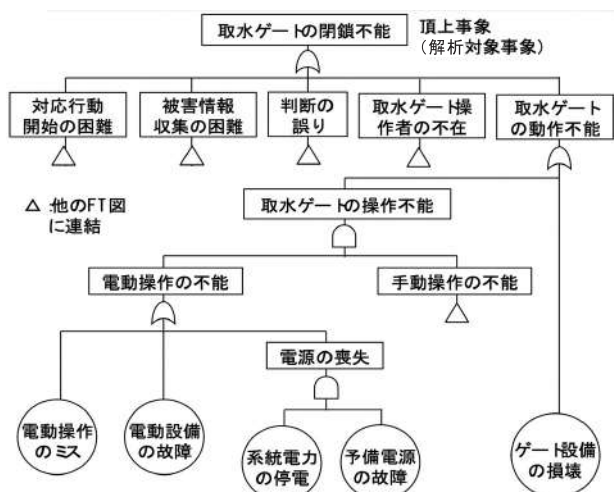 取水ゲートの閉鎖不能
頂上事象
（解析対象事象）
対応行動
開始の困難
被害情報
収集の困難
判断の
誤り
取水ゲート操
作者の不在
取水ゲート
の動作不能
△ :他のFT図
に連結
取水ゲートの操作不能
電動操作の不能
手動操作の不能
電源の喪失
電動操作
のミス
電動設備
の故障
系統電力
の停電
予備電源
の故障
ゲート設備
の損壊